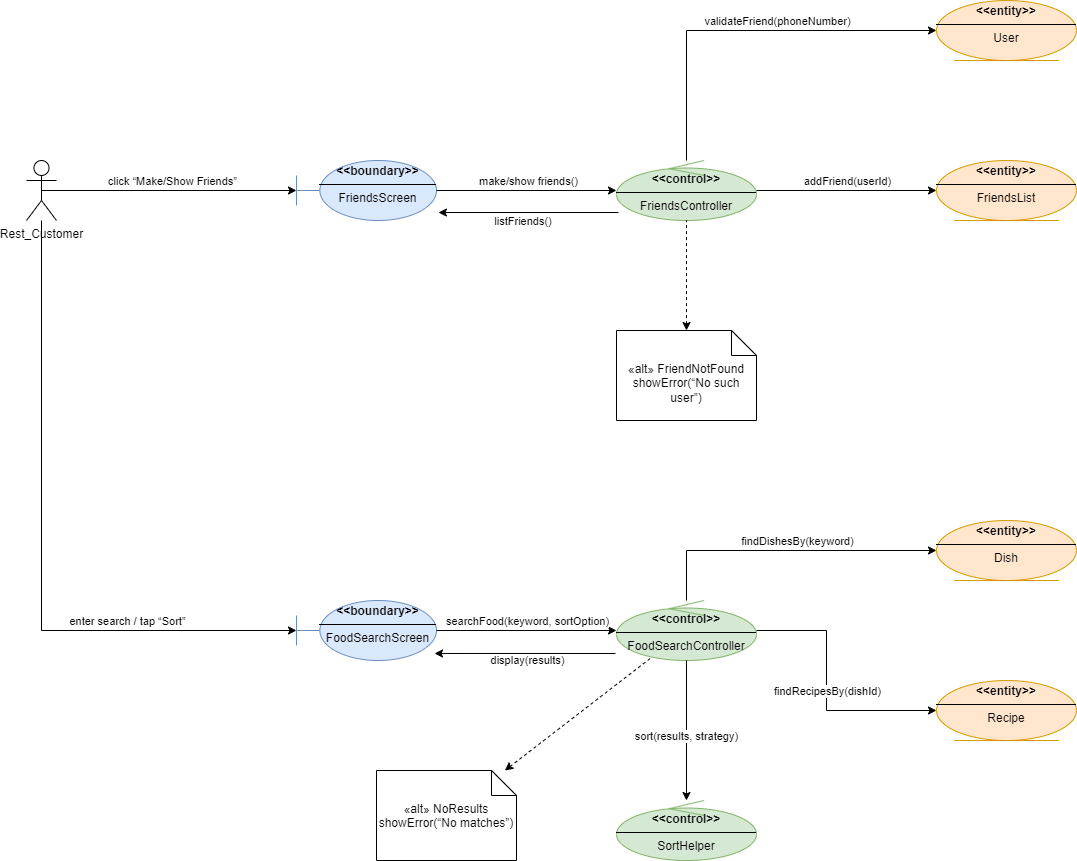 validateFriend(phoneNumber)
<<entity>>
User
click “Make/Show Friends”
<<boundary>>
FriendsScreen
make/show friends()
listFriends()
<<control>>
FriendsController
addFriend(userId)
<<entity>>
FriendsList
Rest_Customer
«alt» FriendNotFound
showError(“No such
user”)
findDishesBy(keyword)
<<entity>>
Dish
enter search / tap “Sort”
<<boundary>>
FoodSearchScreen
searchFood(keyword, sortOption)
display(results)
<<control>>
FoodSearchController
findRecipesBy(dishId)
<<entity>>
Recipe
sort(results, strategy)
«alt» NoResults
showError(“No matches”)
<<control>>
SortHelper